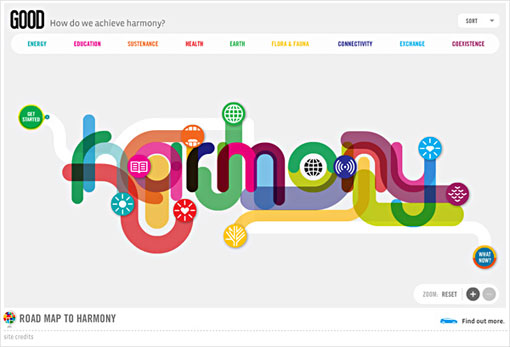 GOOD How do we achieve harmony?
SORT
ENERGY EDUCATION SUSTENANCE HEALTH EARTH FLORA & FAUNA CONNECTIVITY EXCHANGE COEXISTENCE
GET
STARTED
harmony
WHAT
NOW?
ZOOM: RESET
ROAD MAP TO HARMONY
Find out more.
site credits